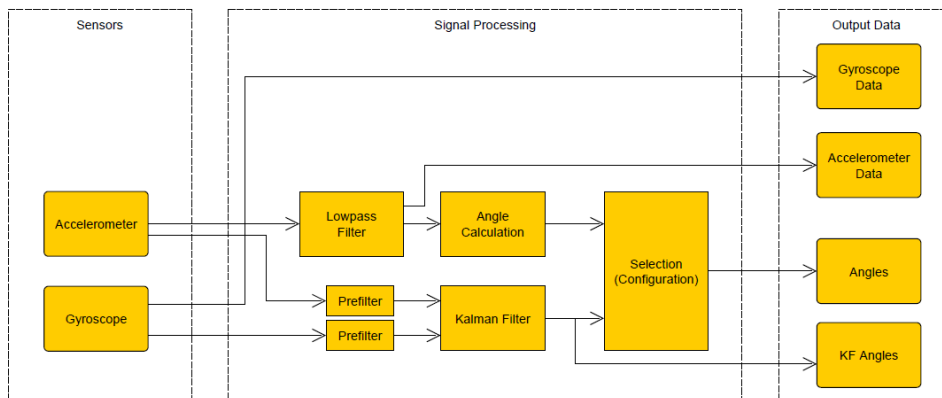 Sensors
Signal Processing
Output Data
Gyroscope
Data
Accelerometer
Data
Accelerometer
Lowpass
Filter
Angle
Calculation
Selection
(Configuration)
Angles
Gyroscope
Prefilter
Prefilter
Kalman Filter
KF Angles